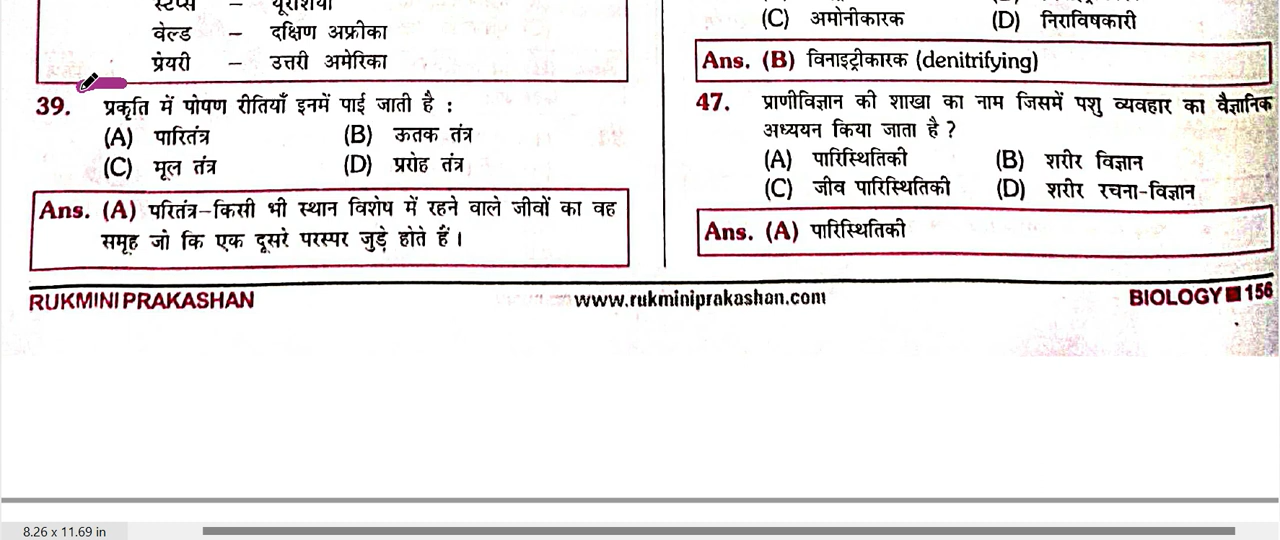 वेल्ड – दक्षिण अफ्रीका
प्रेयरी – उत्तरी अमेरिका
39. प्रकृति में पोषण रीतियाँ इनमें पाई जाती है :
(A) पारितंत्र (B) ऊतक तंत्र
(C) मूल तंत्र (D) प्ररोह तंत्र
Ans. (A) परितंत्र–किसी भी स्थान विशेष में रहने वाले जीवों का वह
समूह जो कि एक दूसरे परस्पर जुड़े होते हैं।
(C) अमोनीकारक (D) निराविषकारी
Ans. (B) विनाइट्रीकारक (denitrifying)
47. प्राणीविज्ञान की शाखा का नाम जिसमें पशु व्यवहार का वैज्ञानिक
अध्ययन किया जाता है ?
(A) पारिस्थितिकी (B) शरीर विज्ञान
(C) जीव पारिस्थितिकी (D) शरीर रचना-विज्ञान
Ans. (A) पारिस्थितिकी
RUKMINI PRAKASHAN www.rukminiprakashan.com BIOLOGY 156
8.26 x 11.69 in